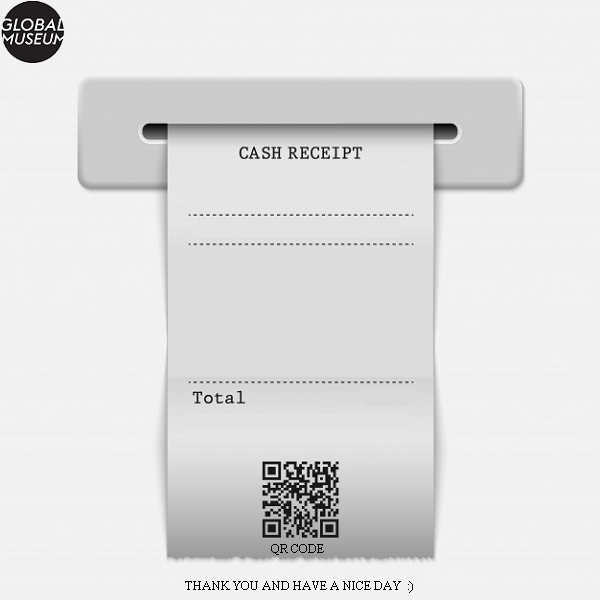 GLOBAL
MUSEUM
CASH RECEIPT
Total
QR CODE
THANK YOU AND HAVE A NICE DAY :)